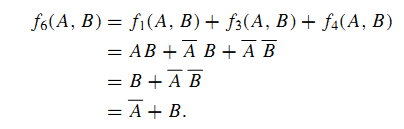 f₆(A, B) = f₁(A, B) + f₃(A, B) + f₄(A, B)
= AB + A̅ B + A̅ B̅
= B + A̅ B̅
= A̅ + B.